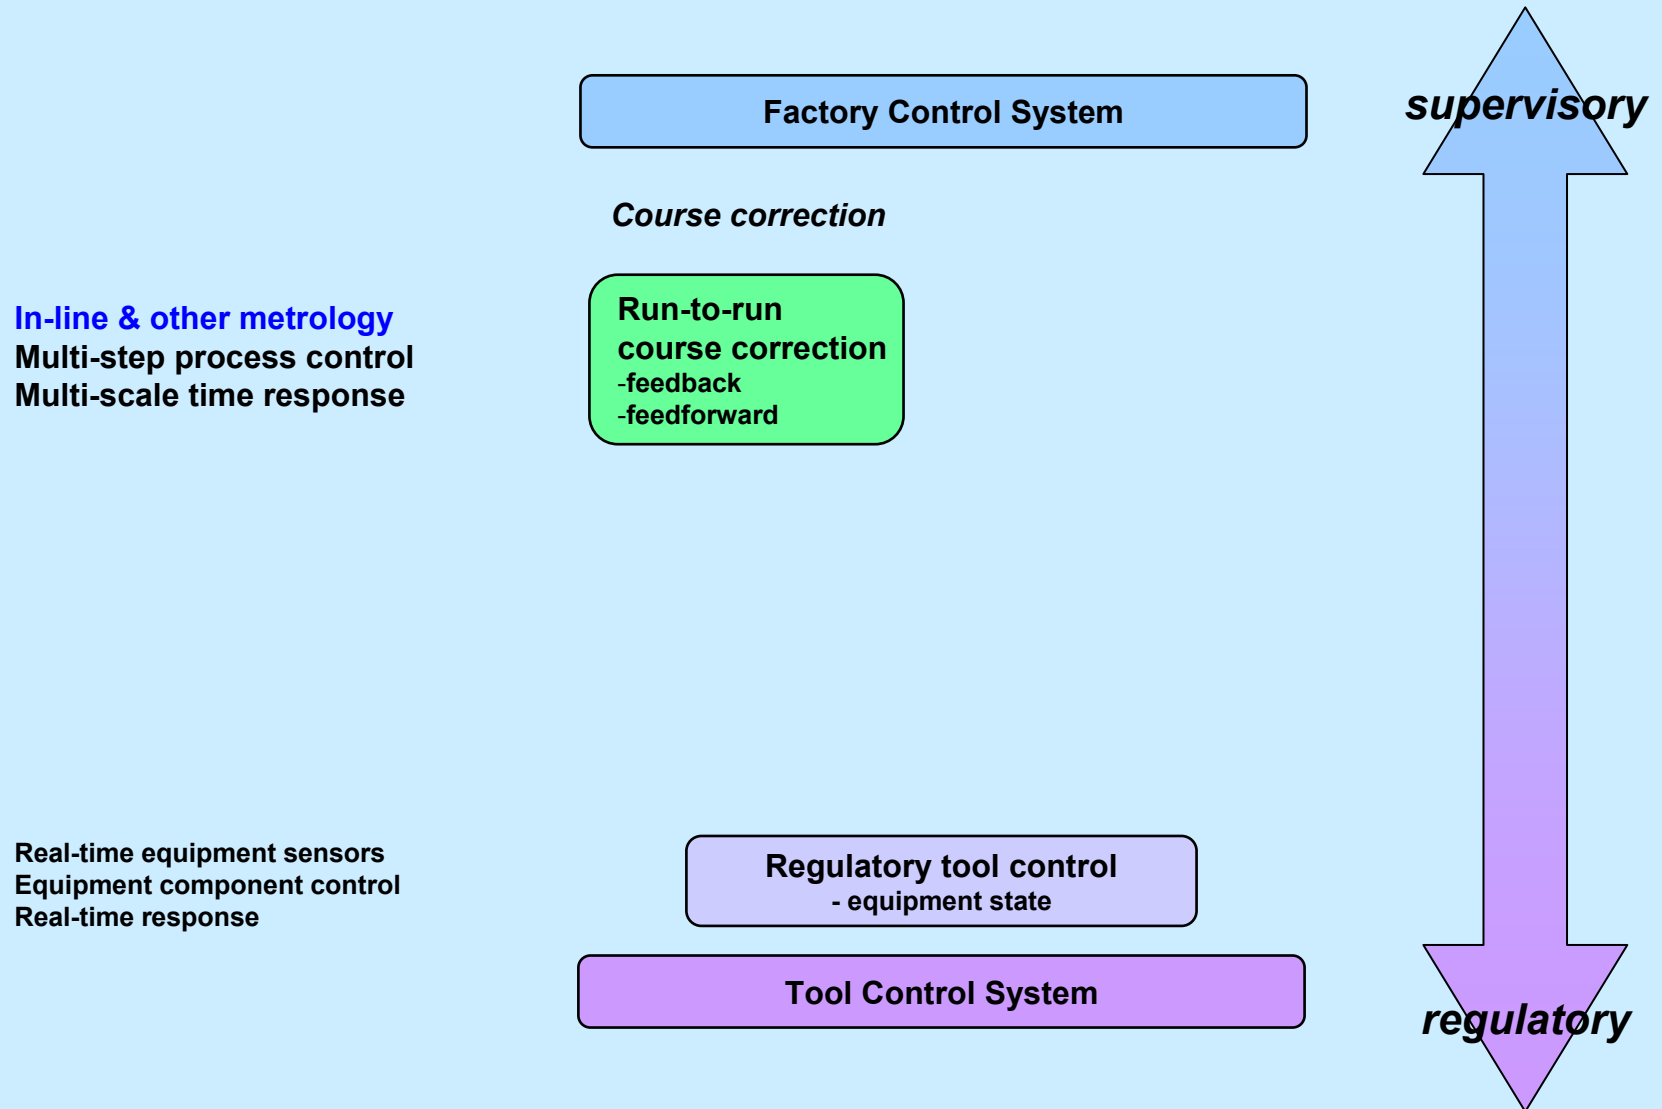 Factory Control System
supervisory
Course correction
In-line & other metrology
Multi-step process control
Multi-scale time response
Run-to-run
course correction
-feedback
-feedforward
Real-time equipment sensors
Equipment component control
Real-time response
Regulatory tool control
- equipment state
Tool Control System
regulatory